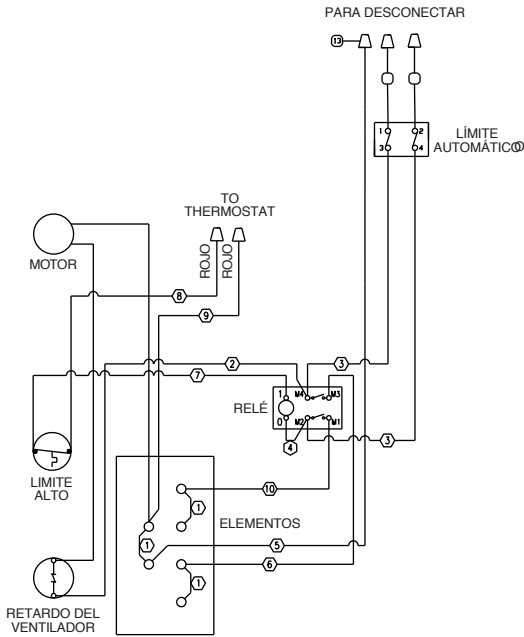 PARA DESCONECTAR
13
1 2
3 4
LÍMITE
AUTOMÁTICO
TO
THERMOSTAT
ROJO ROJO
MOTOR
8
9
2 3
7
RELÉ
1 M4 M3
0 M2 M1
4
3
LIMITE
ALTO
10
1
ELEMENTOS
1
5
6
1
RETARDO DEL
VENTILADOR